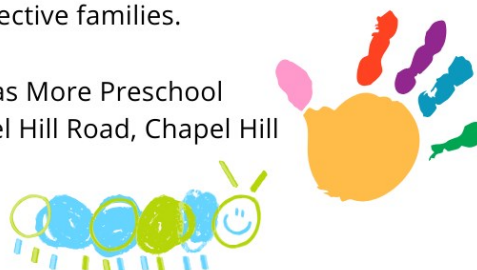 ective families.
as More Preschool
el Hill Road, Chapel Hill